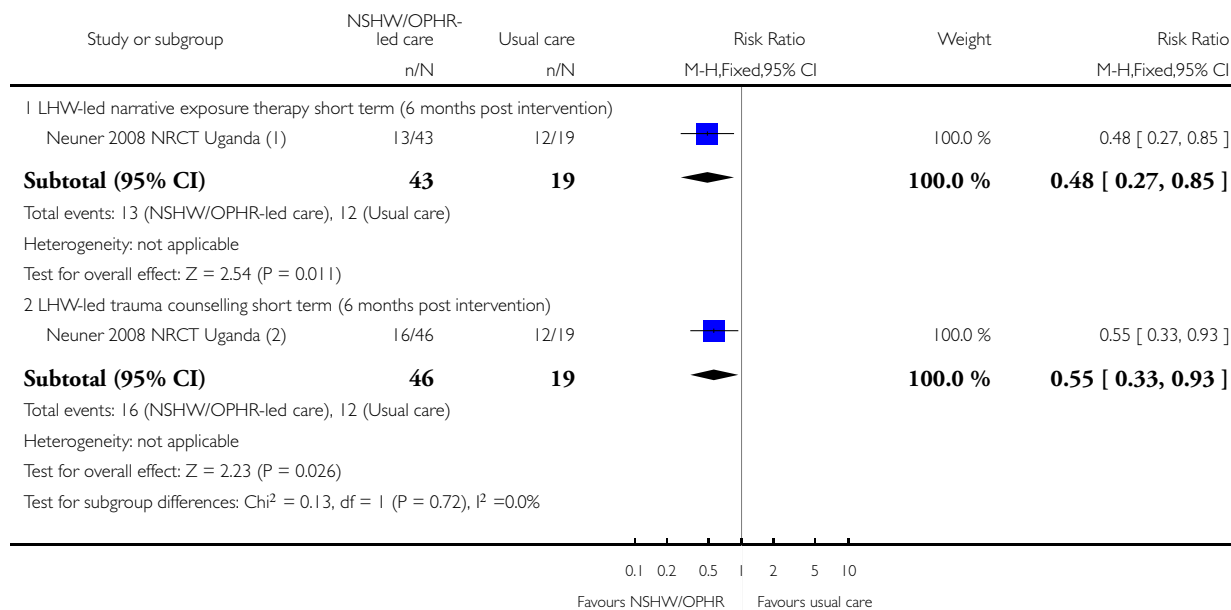 Study or subgroup NSHW/OPHR-led care Usual care Risk Ratio Weight Risk Ratio
n/N n/N M-H,Fixed,95% CI M-H,Fixed,95% CI
1 LHW-led narrative exposure therapy short term (6 months post intervention)
Neuner 2008 NRCT Uganda (1) 13/43 12/19 100.0 % 0.48 [ 0.27, 0.85 ]
Subtotal (95% CI) 43 19 100.0 % 0.48 [ 0.27, 0.85 ]
Total events: 13 (NSHW/OPHR-led care), 12 (Usual care)
Heterogeneity: not applicable
Test for overall effect: Z = 2.54 (P = 0.011)
2 LHW-led trauma counselling short term (6 months post intervention)
Neuner 2008 NRCT Uganda (2) 16/46 12/19 100.0 % 0.55 [ 0.33, 0.93 ]
Subtotal (95% CI) 46 19 100.0 % 0.55 [ 0.33, 0.93 ]
Total events: 16 (NSHW/OPHR-led care), 12 (Usual care)
Heterogeneity: not applicable
Test for overall effect: Z = 2.23 (P = 0.026)
Test for subgroup differences: Chi² = 0.13, df = 1 (P = 0.72), I² =0.0%
0.1 0.2 0.5 1 2 5 10
Favours NSHW/OPHR Favours usual care